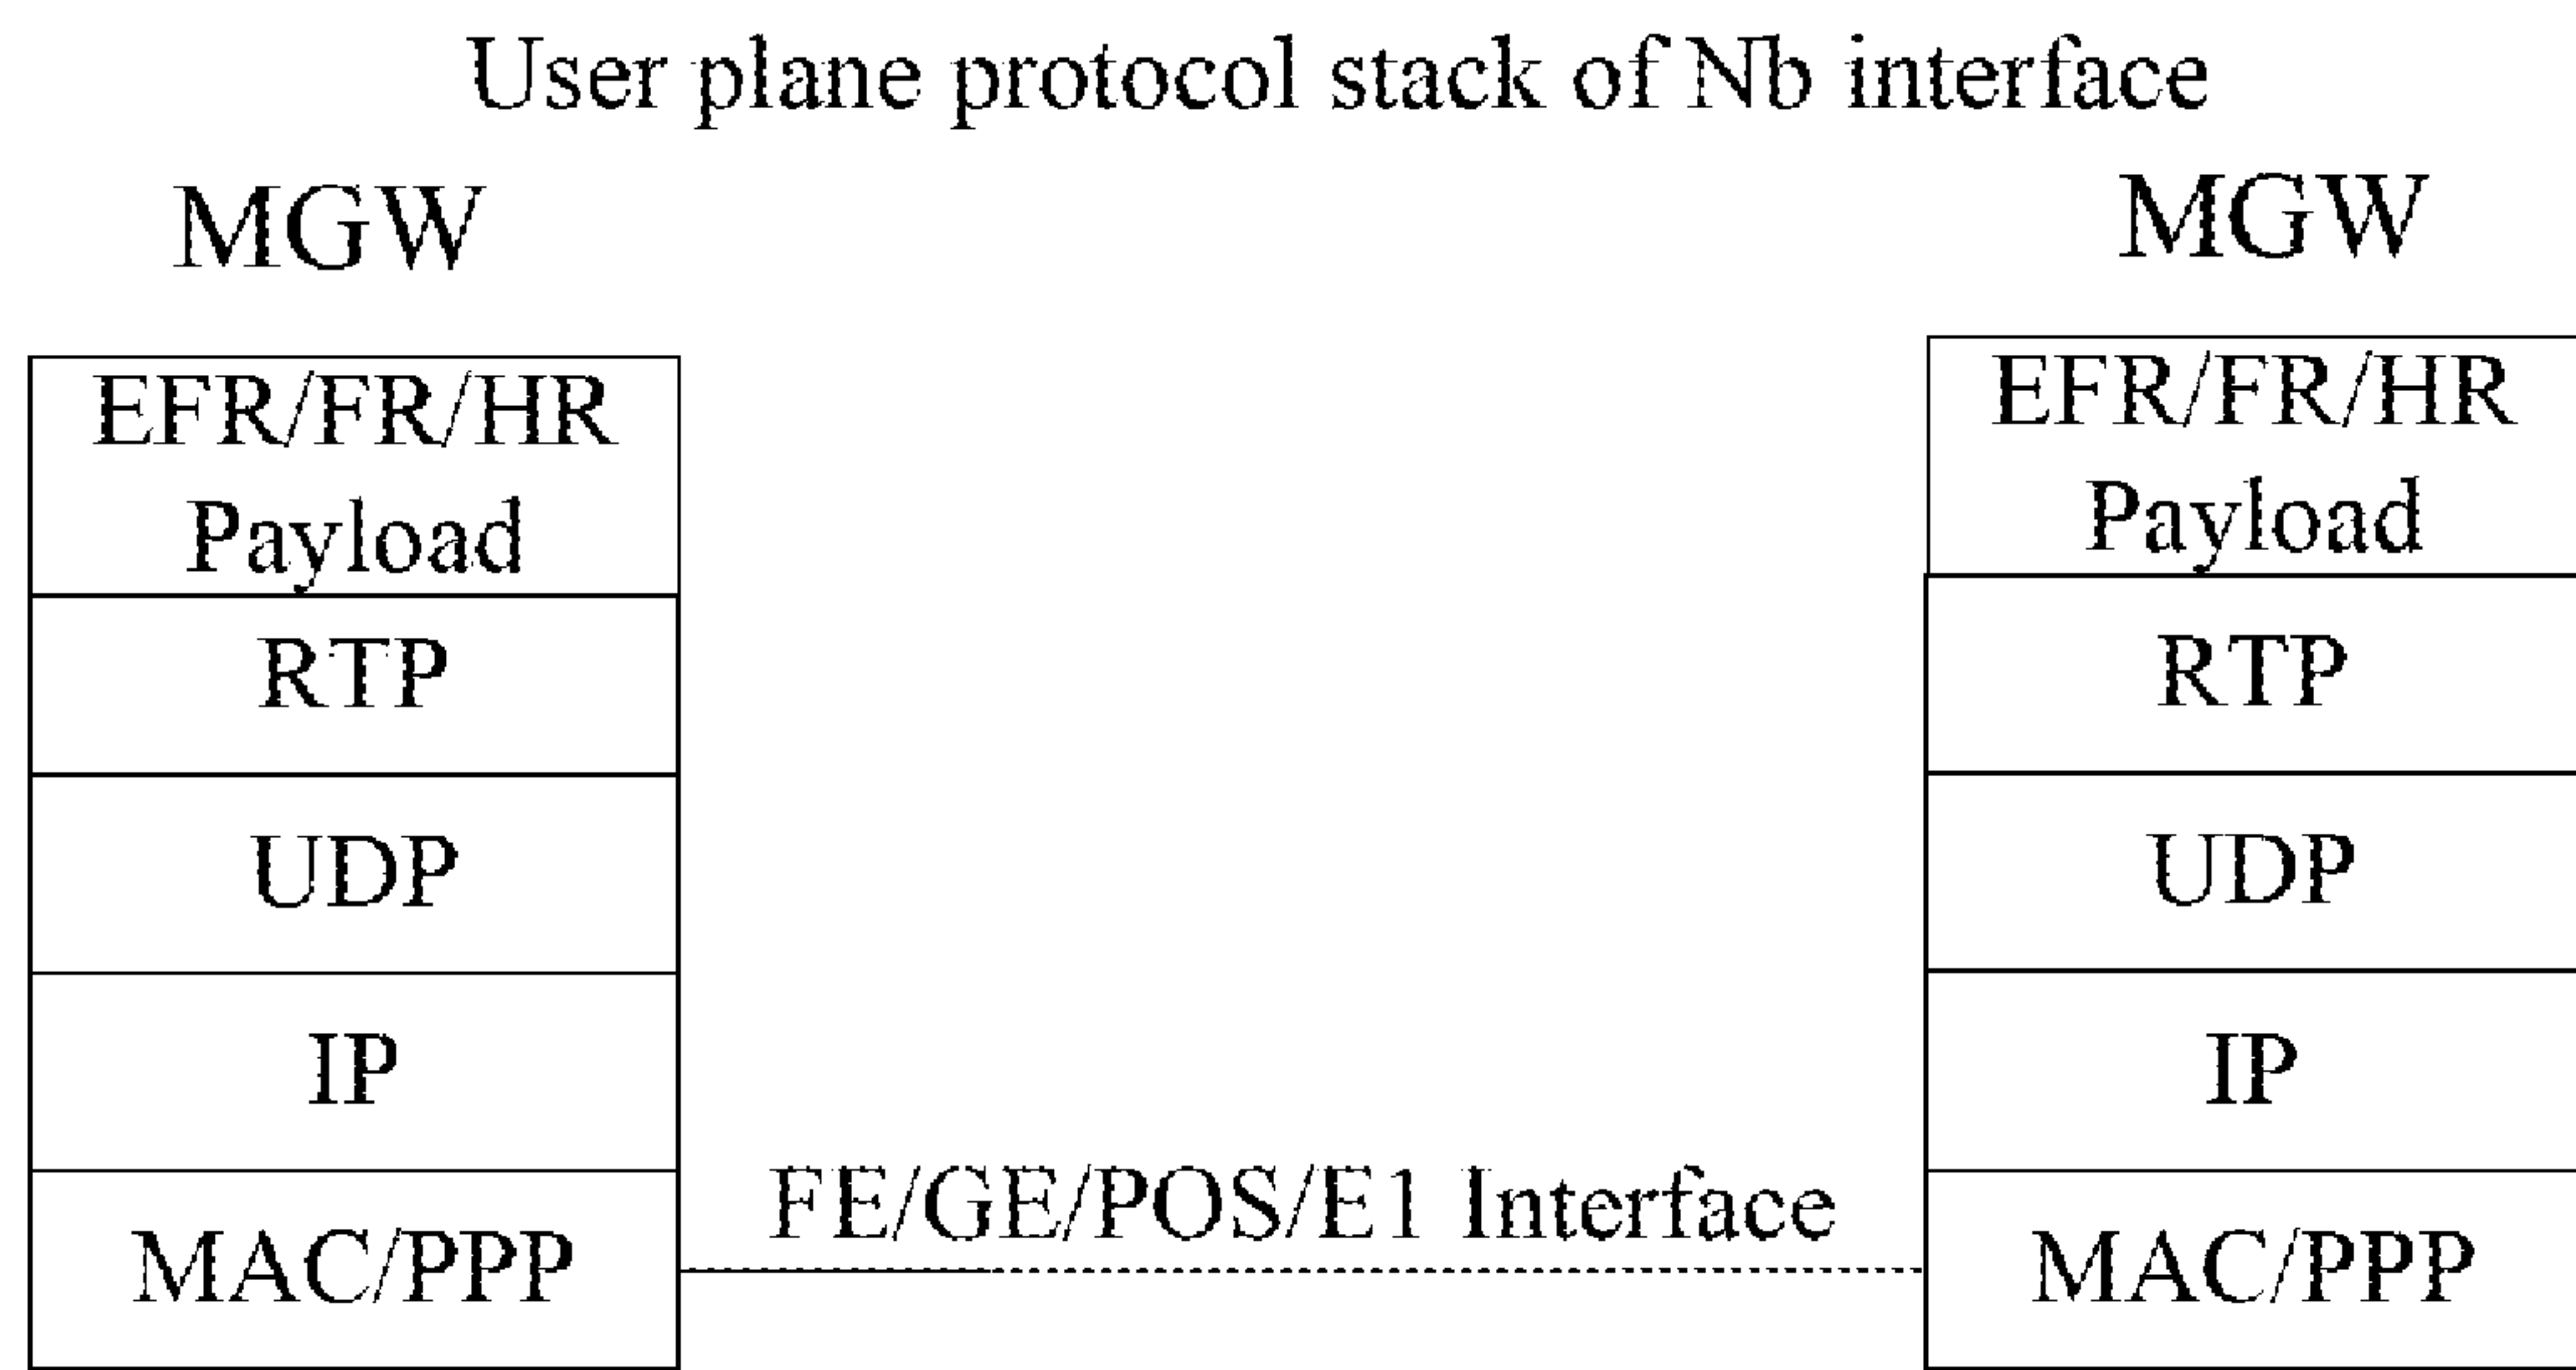 User plane protocol stack of Nb interface
MGW
EFR/FR/HR
Payload
RTP
UDP
IP
MAC/PPP
FE/GE/POS/E1 Interface
MGW
EFR/FR/HR
Payload
RTP
UDP
IP
MAC/PPP